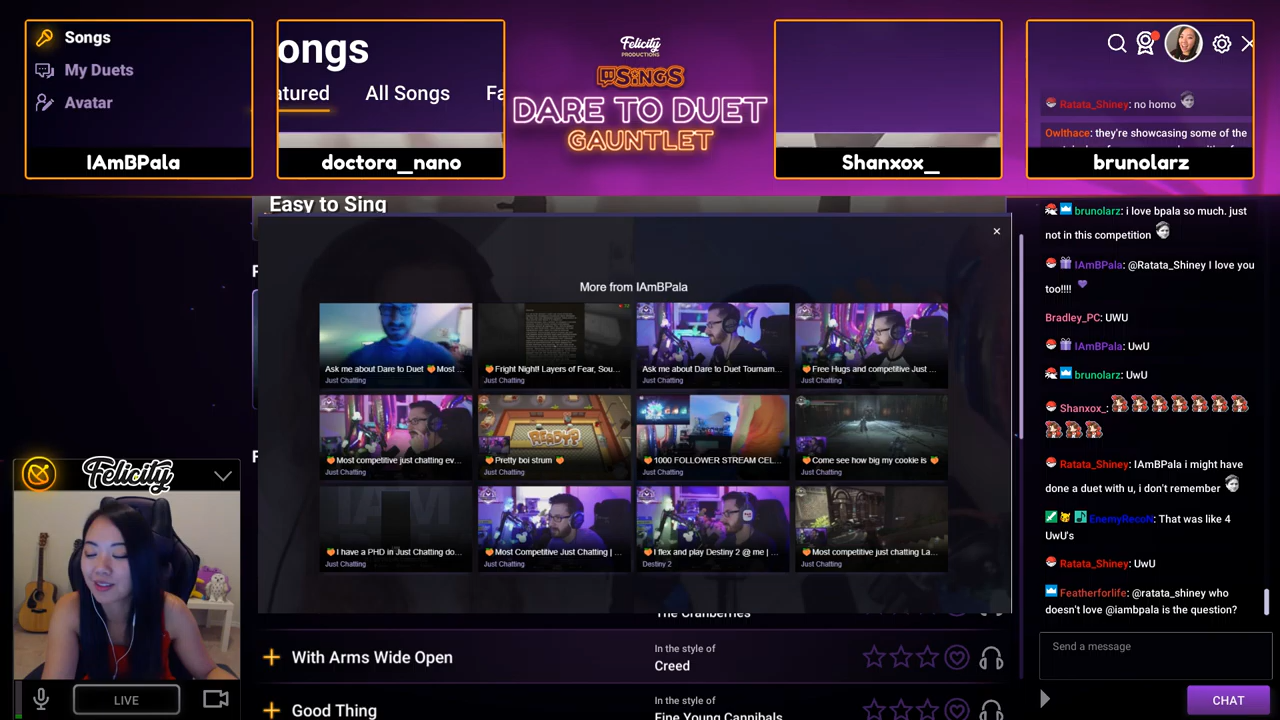 Songs
My Duets
Avatar
IAmBPala
ongs
atured All Songs Fa
doctora__nano
Felicity
PRODUCTIONS
SINGS
DARE TO DUET
GAUNTLET
Shanxox_
Ratata_Shiney: no homo
Owlthace: they're showcasing some of the
brunolarz
Easy to Sing
More from IAmBPala
Ask me about Dare to Duet Most ...
Just Chatting
Fright Night! Layers of Fear, Sou...
Just Chatting
Ask me about Dare to Duet Tournam...
Just Chatting
Free Hugs and competitive Just ...
Just Chatting
Most competitive just chatting ev...
Just Chatting
READY?
Pretty boi strum
Just Chatting
1000 FOLLOWER STREAM CEL...
Just Chatting
Come see how big my cookie is
Just Chatting
I have a PHD in Just Chatting do...
Just Chatting
Most Competitive Just Chatting | ...
Just Chatting
I flex and play Destiny 2 @ me | ...
Destiny 2
Most competitive just chatting La...
Just Chatting
The Cranberries
With Arms Wide Open
In the style of
Creed
Good Thing
In the style of
Fine Young Cannibals
Felicity
LIVE
brunolarz: i love bpala so much. just
not in this competition
IAmBPala: @Ratata_Shiney I love you
too!!!!
Bradley_PC: UWU
IAmBPala: UwU
brunolarz: UwU
Shanxox_:
Ratata_Shiney: IAmBPala i might have
done a duet with u, i don't remember
EnemyRecoN: That was like 4
UwU's
Ratata_Shiney: UwU
Featherforlife: @ratata_shiney who
doesn't love @iambpala is the question?
Send a message
CHAT